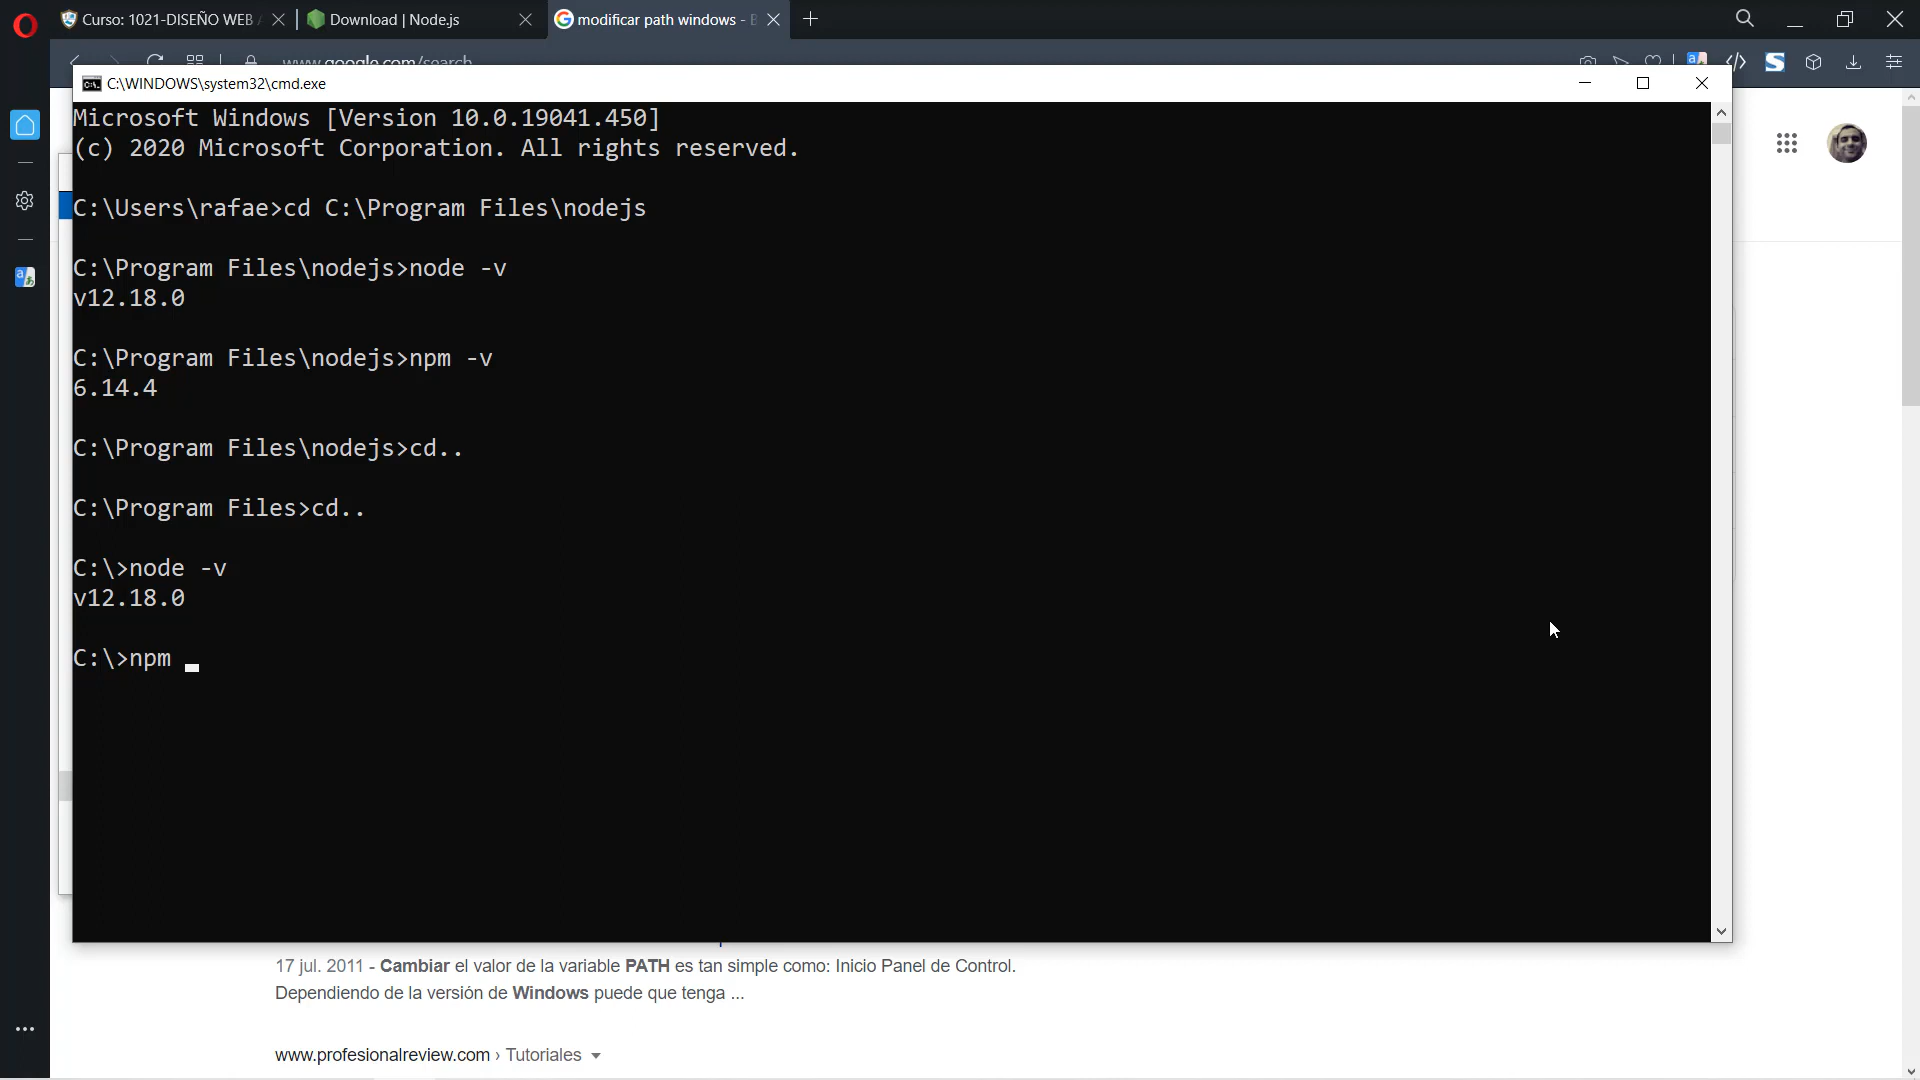 Curso: 1021-DISEÑO WEB
Download | Node.js
modificar path windows -
www.google.com/search
C:\WINDOWS\system32\cmd.exe
Microsoft Windows [Version 10.0.19041.450]
(c) 2020 Microsoft Corporation. All rights reserved.
C:\Users\rafae>cd C:\Program Files\nodejs
C:\Program Files\nodejs>node -v
v12.18.0
C:\Program Files\nodejs>npm -v
6.14.4
C:\Program Files\nodejs>cd..
C:\Program Files>cd..
C:\>node -v
v12.18.0
C:\>npm
17 jul. 2011 - Cambiar el valor de la variable PATH es tan simple como: Inicio Panel de Control.
Dependiendo de la versión de Windows puede que tenga ...
www.profesionalreview.com › Tutoriales